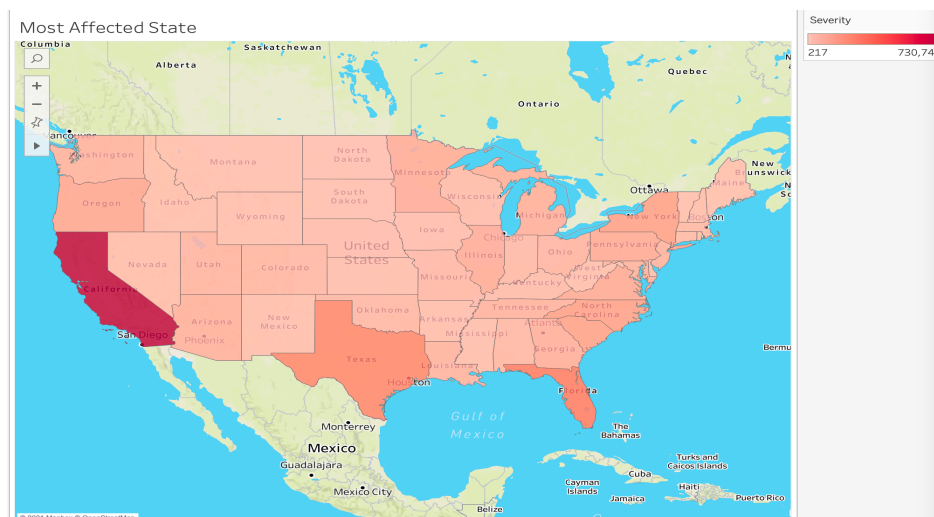 Most Affected State
Severity
217
730,74
Columbia
Saskatchewan
Alberta
Quebec
Ontario
New
Brunswick
Ottawa
Washington
Montana
North
Dakota
Minnesota
Maine
Oregon
Idaho
South
Dakota
Wisconsin
Michigan
New York
Boston
Wyoming
Iowa
Chicago
United
States
Nevada
Utah
Colorado
Illinois
Ohio
Pennsylvania
California
Missouri
Kentucky
West
Virginia
San Diego
Arizona
Phoenix
New
Mexico
Oklahoma
Arkansas
Tennessee
North
Carolina
Mississippi
Atlanta
Georgia
Texas
Louisiana
Houston
Florida
Bermu
Gulf of
Mexico
Monterrey
The
Bahamas
Mexico
Guadalajara
Turks and
Caicos Islands
Cuba
Mexico City
Cayman
Islands
Haiti
Jamaica
Puerto Rico
Belize